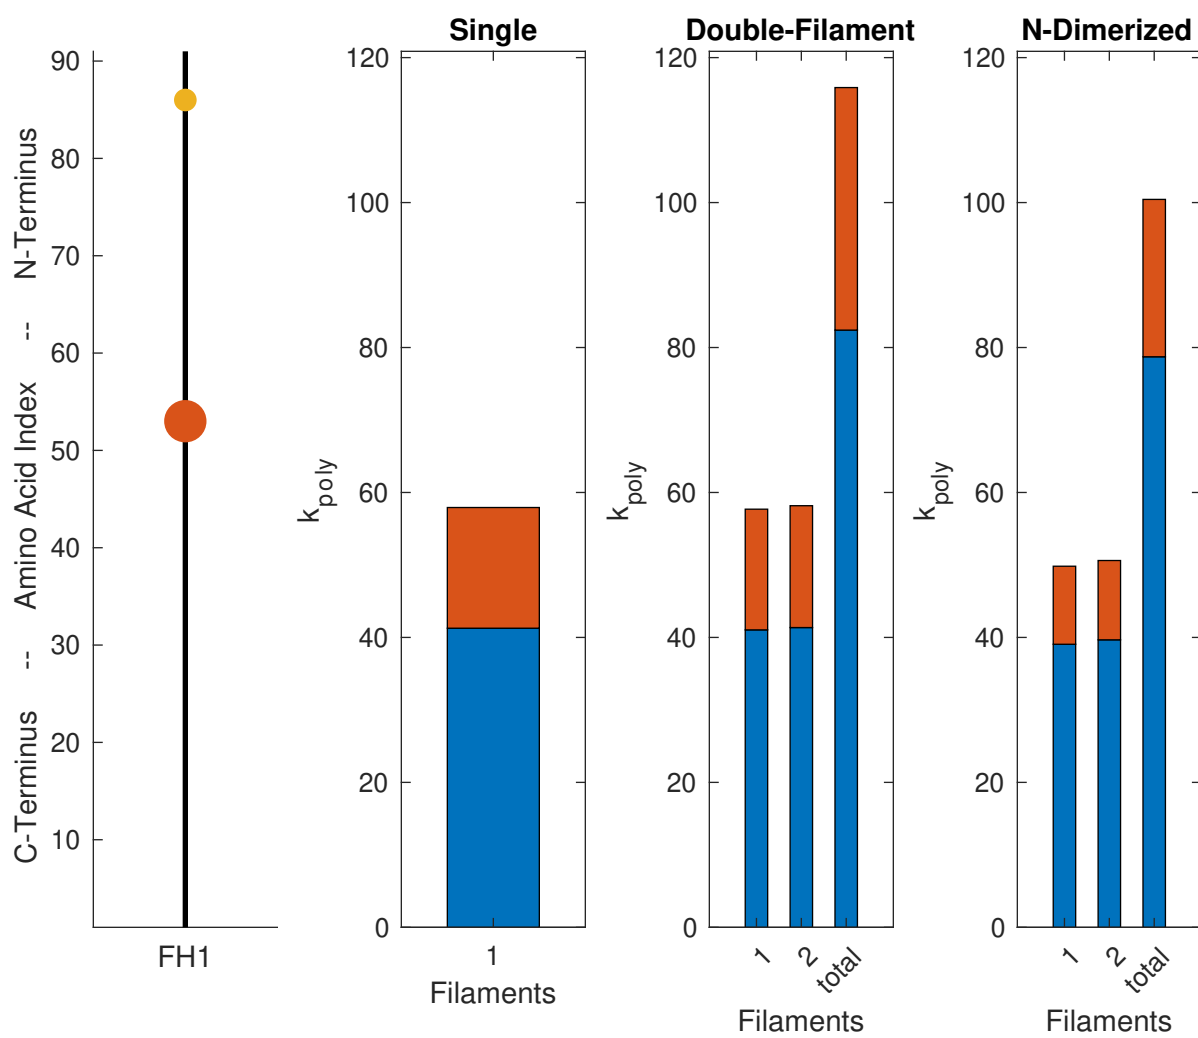 C-Terminus -- Amino Acid Index -- N-Terminus
90
80
70
60
50
40
30
20
10
FH1
Single
k_poly
120
100
80
60
40
20
0
1
Filaments
Double-Filament
k_poly
120
100
80
60
40
20
0
1
2
total
Filaments
N-Dimerized
k_poly
120
100
80
60
40
20
0
1
2
total
Filaments